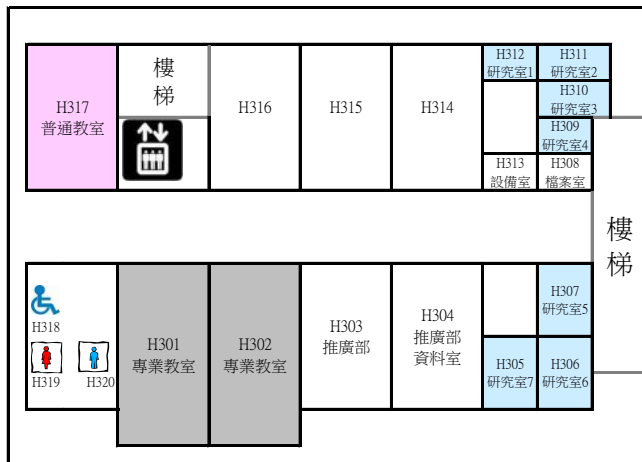 H317
普通教室
樓
梯
H316
H315
H314
H312
研究室1
H311
研究室2
H310
研究室3
H309
研究室4
H313
設備室
H308
檔案室
樓
梯
H318
H319
H320
H301
專業教室
H302
專業教室
H303
推廣部
H304
推廣部
資料室
H307
研究室5
H305
研究室7
H306
研究室6